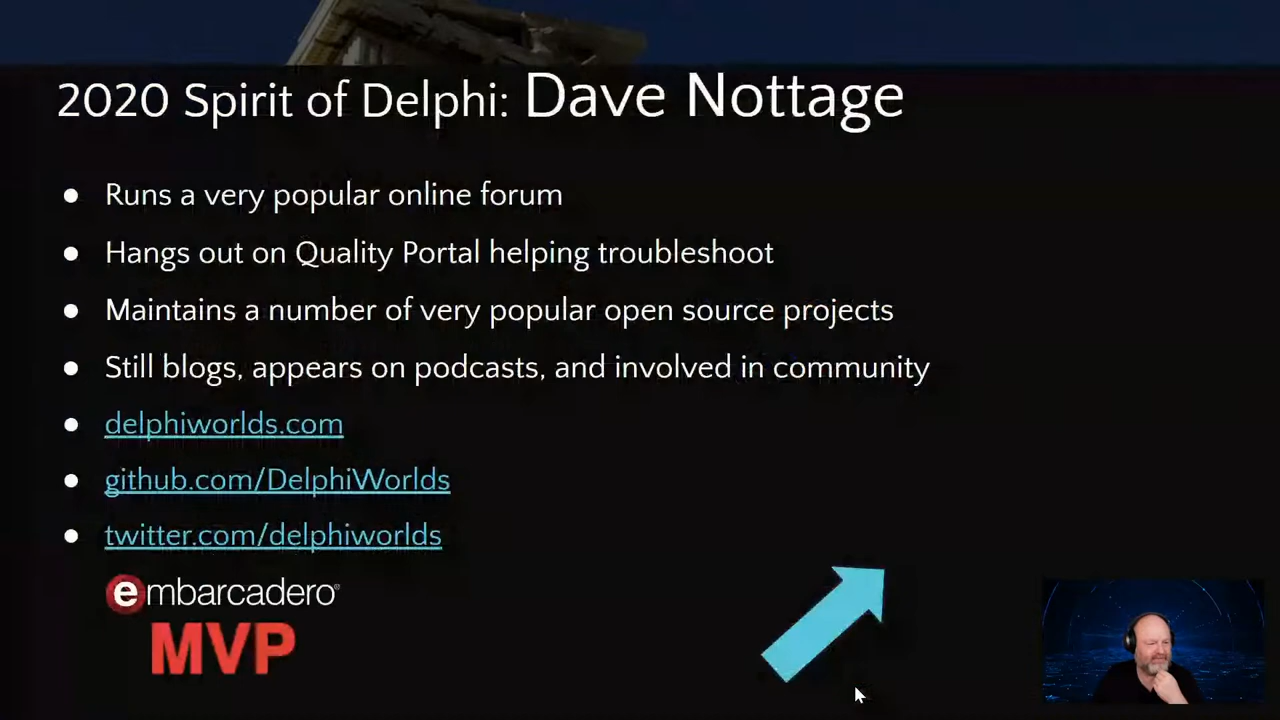 2020 Spirit of Delphi: Dave Nottage
● Runs a very popular online forum
● Hangs out on Quality Portal helping troubleshoot
● Maintains a number of very popular open source projects
● Still blogs, appears on podcasts, and involved in community
● delphiworlds.com
● github.com/DelphiWorlds
● twitter.com/delphiworlds
embarcadero®
MVP